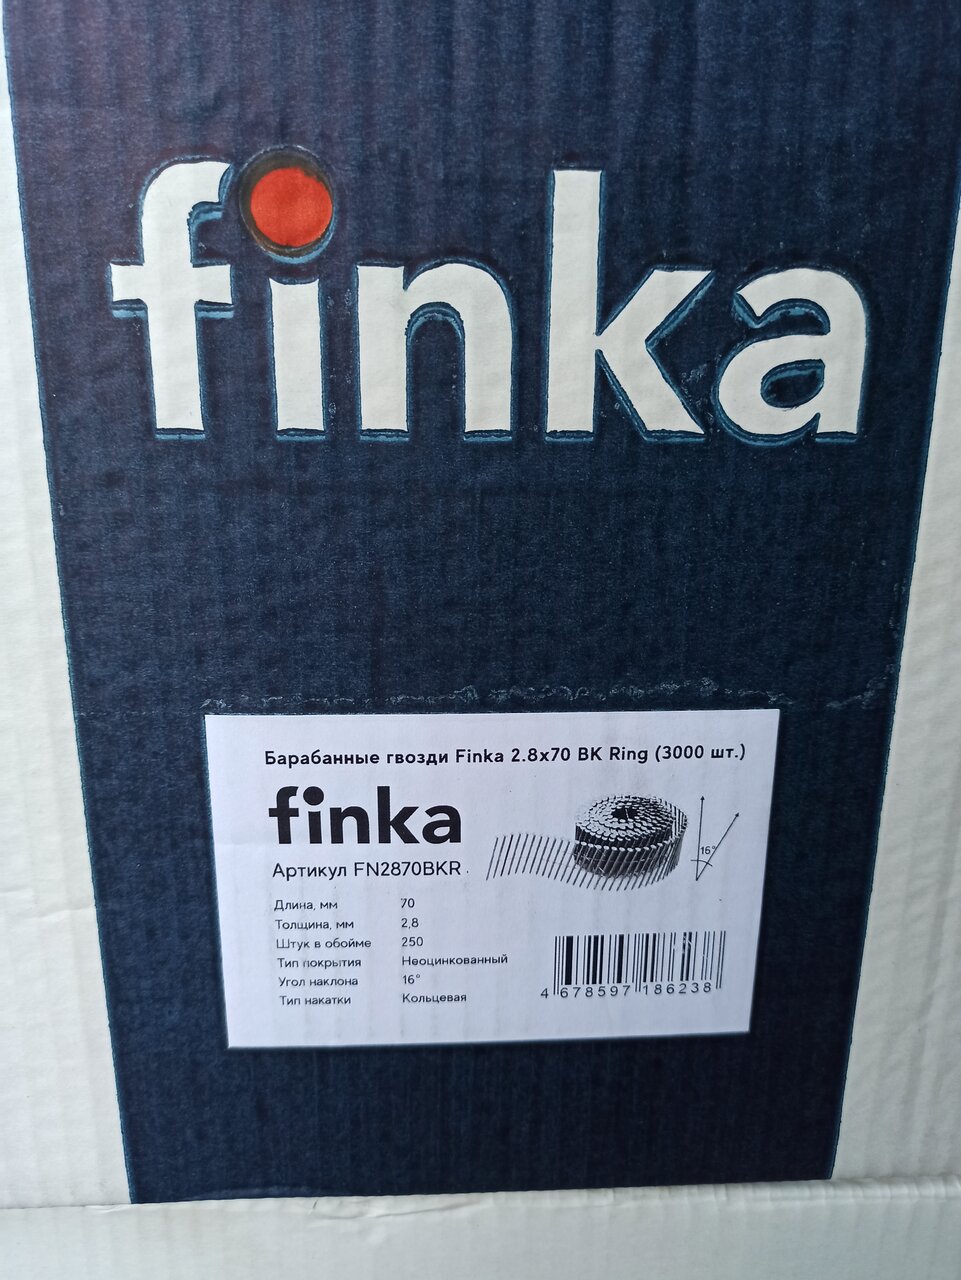 finka
Барабанные гвозди Finka 2.8x70 BK Ring (3000 шт.)
finka
Артикул FN2870BKR
16°
Длина, мм 70
Толщина, мм 2,8
Штук в обойме 250
Тип покрытия Неоцинкованный
Угол наклона 16°
Тип накатки Кольцевая
4 678597 186238